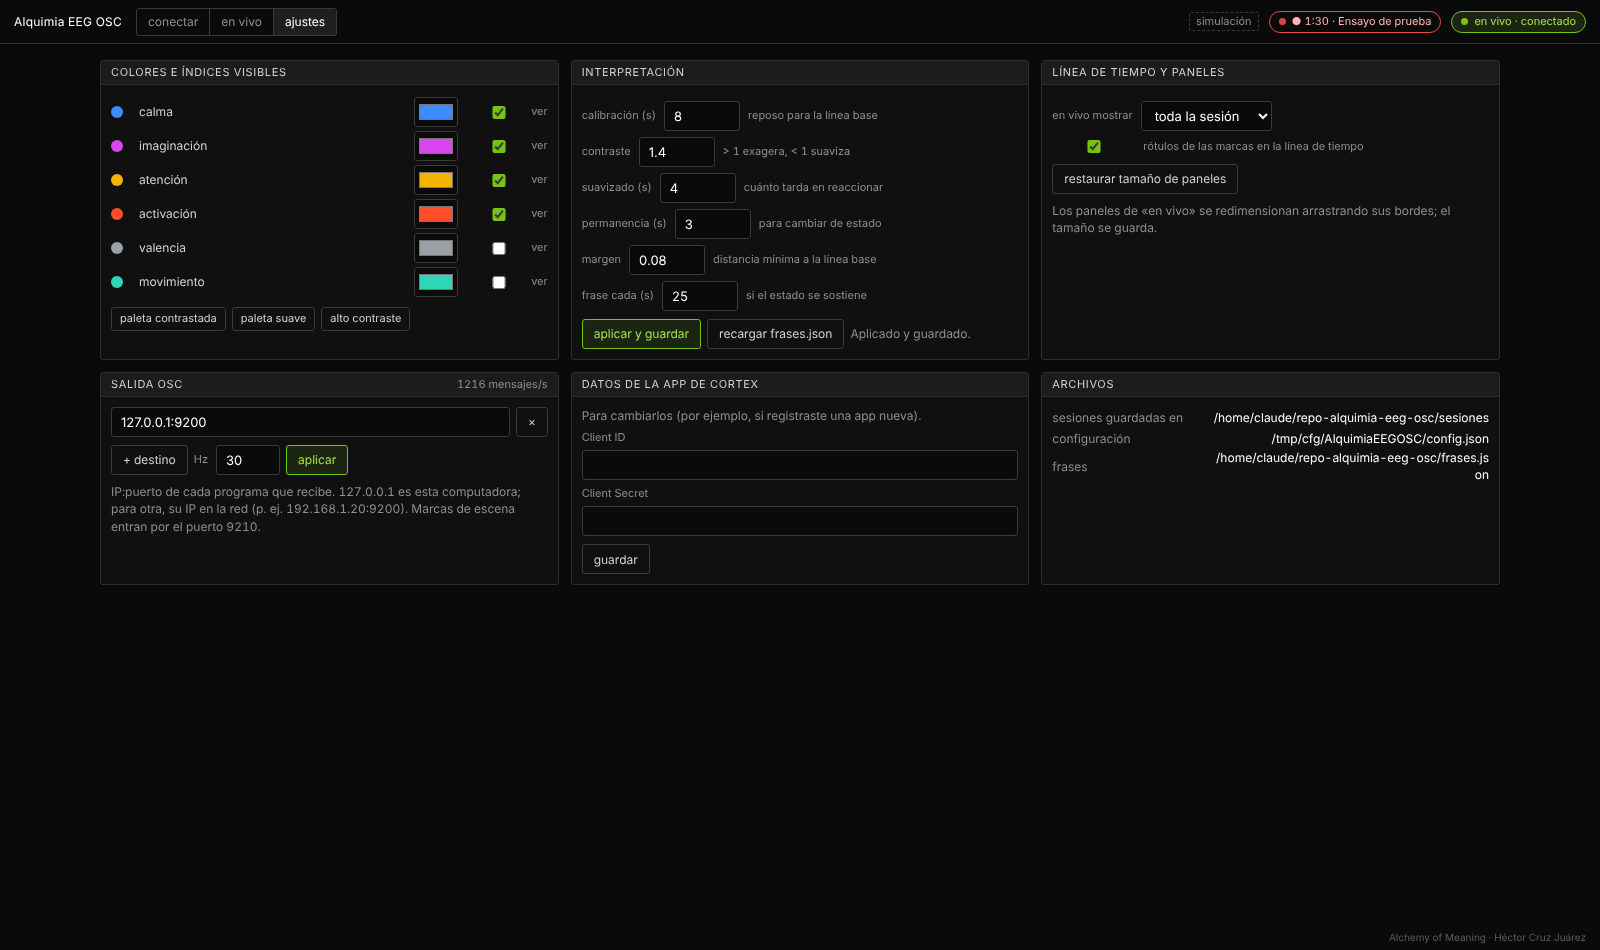 Alquimia EEG OSC
conectar
en vivo
ajustes
simulación
1:30 · Ensayo de prueba
en vivo · conectado
COLORES E ÍNDICES VISIBLES
calma
ver
imaginación
ver
atención
ver
activación
ver
valencia
ver
movimiento
ver
paleta contrastada
paleta suave
alto contraste
INTERPRETACIÓN
calibración (s)
8
reposo para la línea base
contraste
1.4
> 1 exagera, < 1 suaviza
suavizado (s)
4
cuánto tarda en reaccionar
permanencia (s)
3
para cambiar de estado
margen
0.08
distancia mínima a la línea base
frase cada (s)
25
si el estado se sostiene
aplicar y guardar
recargar frases.json
Aplicado y guardado.
LÍNEA DE TIEMPO Y PANELES
en vivo mostrar
toda la sesión
rótulos de las marcas en la línea de tiempo
restaurar tamaño de paneles
Los paneles de «en vivo» se redimensionan arrastrando sus bordes; el
tamaño se guarda.
SALIDA OSC
1216 mensajes/s
127.0.0.1:9200
×
+ destino
Hz
30
aplicar
IP:puerto de cada programa que recibe. 127.0.0.1 es esta computadora;
para otra, su IP en la red (p. ej. 192.168.1.20:9200). Marcas de escena
entran por el puerto 9210.
DATOS DE LA APP DE CORTEX
Para cambiarlos (por ejemplo, si registraste una app nueva).
Client ID
Client Secret
guardar
ARCHIVOS
sesiones guardadas en
/home/claude/repo-alquimia-eeg-osc/sesiones
configuración
/tmp/cfg/AlquimiaEEGOSC/config.json
frases
/home/claude/repo-alquimia-eeg-osc/frases.js
on
Alchemy of Meaning · Héctor Cruz Juárez